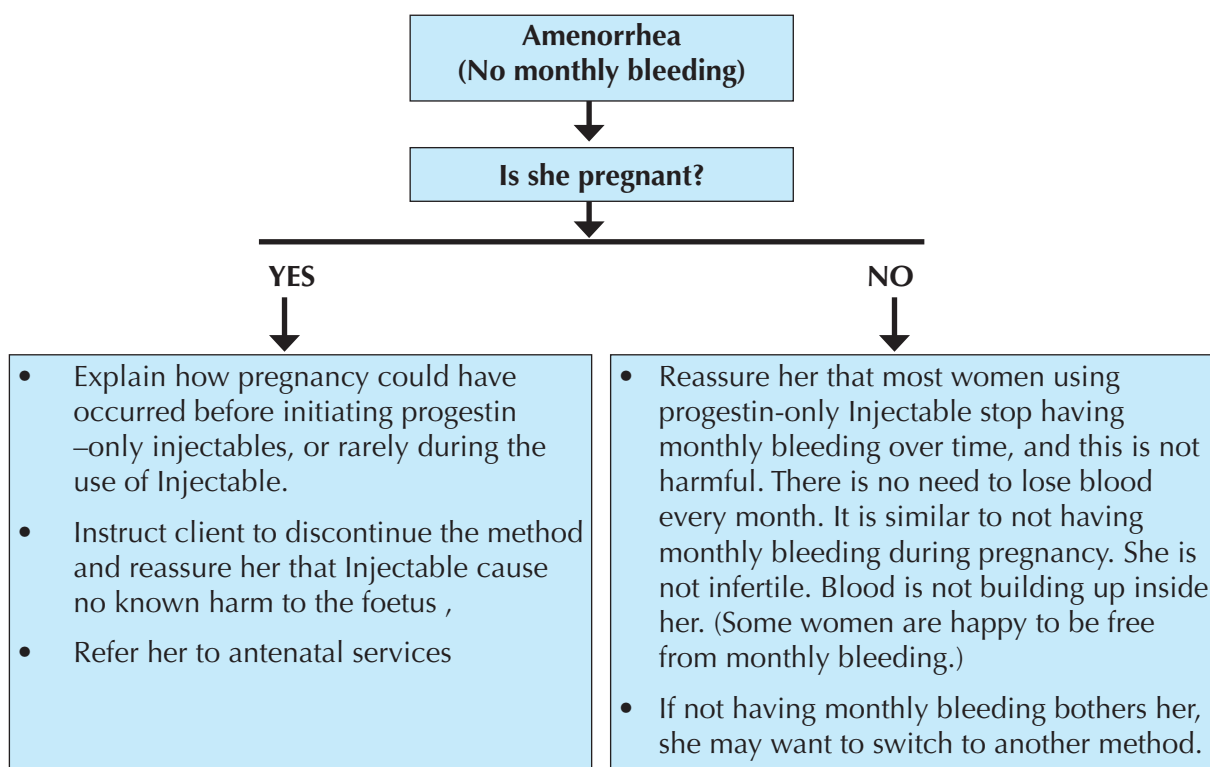 Amenorrhea
(No monthly bleeding)
Is she pregnant?
YES
• Explain how pregnancy could have
occurred before initiating progestin
–only injectables, or rarely during the
use of Injectable.
• Instruct client to discontinue the method
and reassure her that Injectable cause
no known harm to the foetus ,
• Refer her to antenatal services
NO
• Reassure her that most women using
progestin-only Injectable stop having
monthly bleeding over time, and this is not
harmful. There is no need to lose blood
every month. It is similar to not having
monthly bleeding during pregnancy. She is
not infertile. Blood is not building up inside
her. (Some women are happy to be free
from monthly bleeding.)
• If not having monthly bleeding bothers her,
she may want to switch to another method.